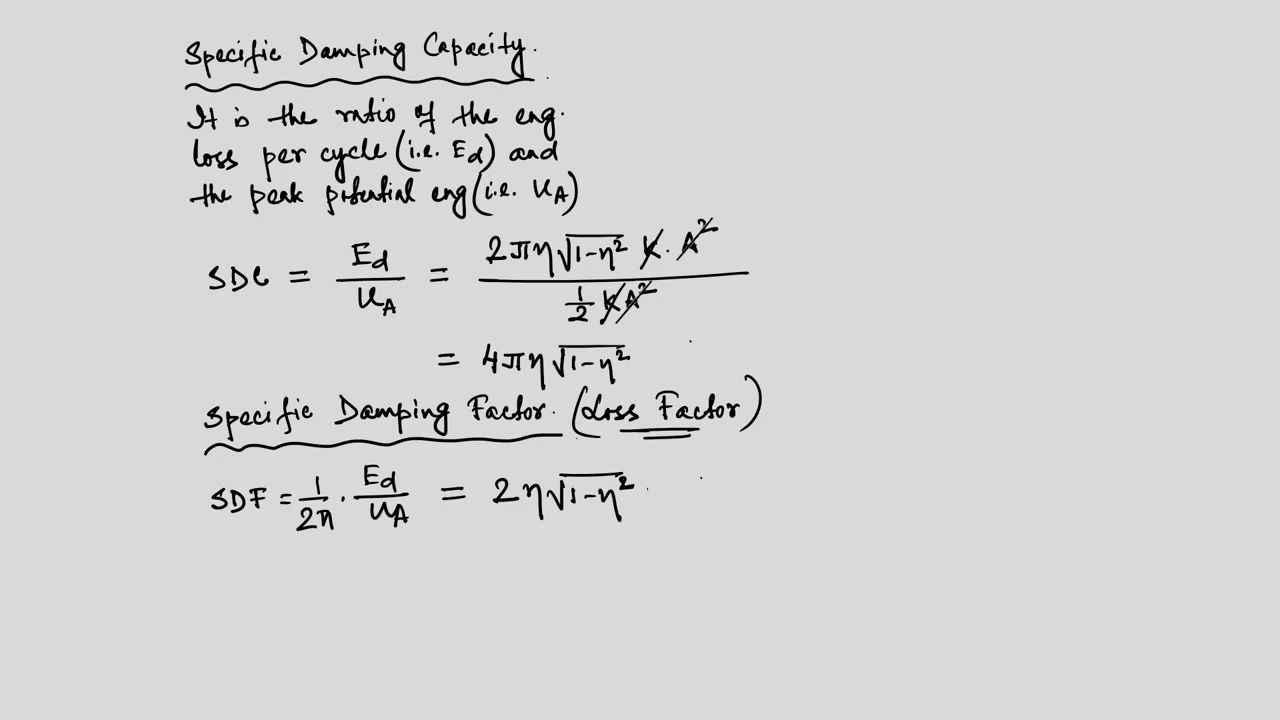 Specific Damping Capacity.
It is the ratio of the eng.
loss per cycle (i.e. Ed) and
the peak potential eng (i.e. UA)
SDC = Ed / UA = 2πη√(1-η²) K. A² / ½ KA²
= 4πη√(1-η²)
Specific Damping Factor. (Loss Factor)
SDF = 1/2π . Ed/UA = 2η√(1-η²).